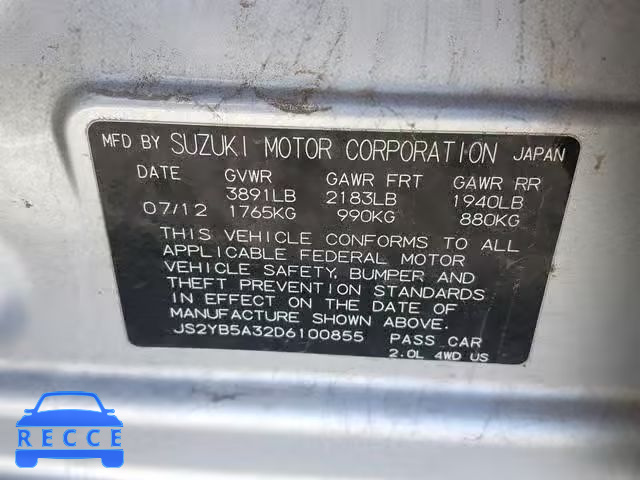 MFD BY SUZUKI MOTOR CORPORATION JAPAN
DATE GVWR GAWR FRT GAWR RR
3891LB 2183LB 1940LB
07/12 1765KG 990KG 880KG
THIS VEHICLE CONFORMS TO ALL
APPLICABLE FEDERAL MOTOR
VEHICLE SAFETY, BUMPER AND
THEFT PREVENTION STANDARDS
IN EFFECT ON THE DATE OF
MANUFACTURE SHOWN ABOVE.
JS2YB5A32D6100855 PASS CAR
2.0L 4WD US
RECCE